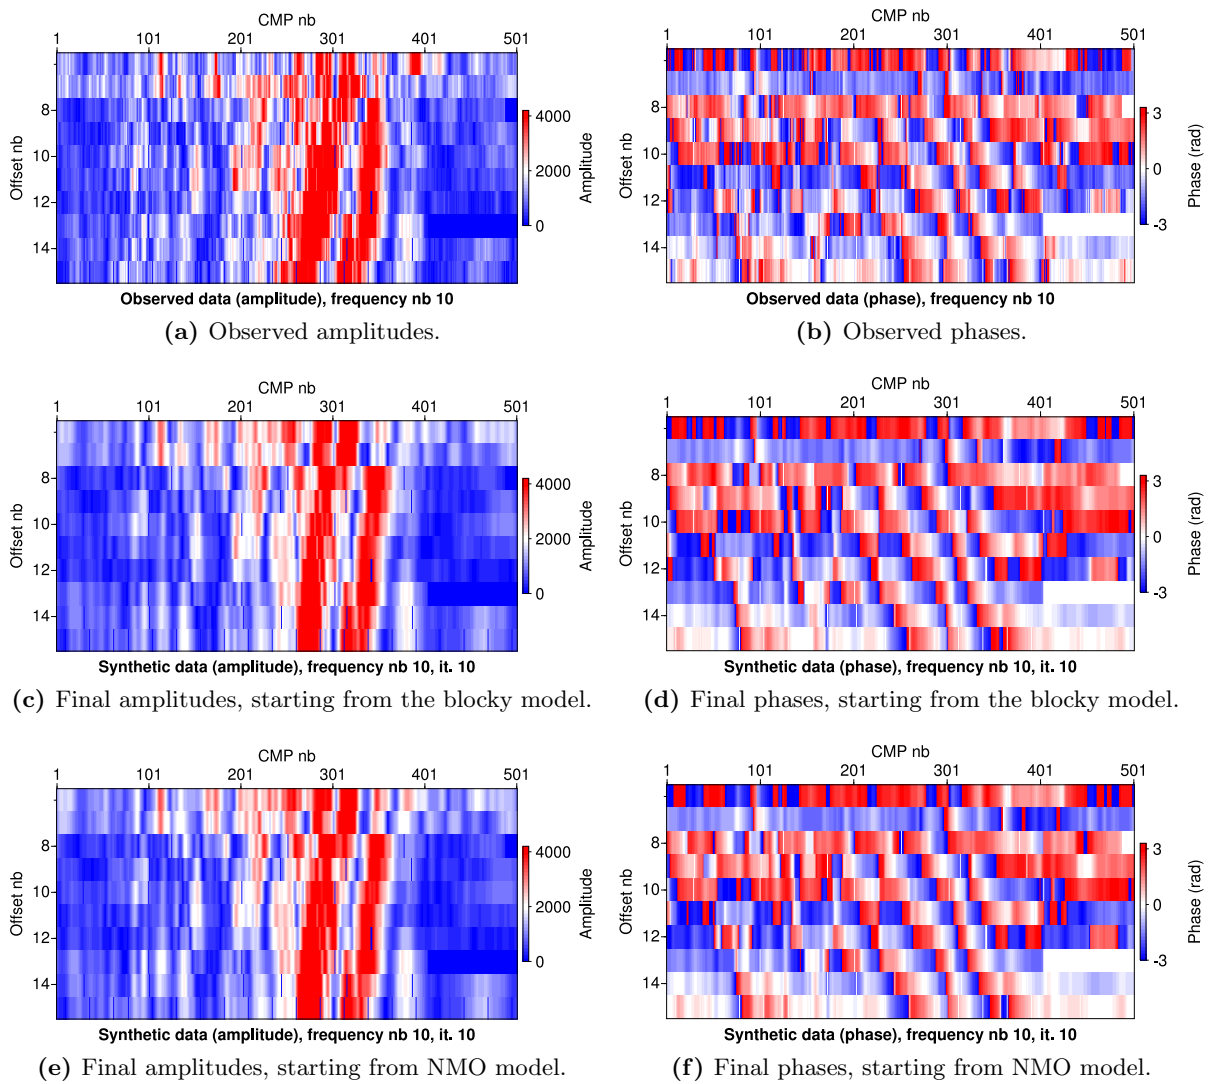 CMP nb
1 101 201 301 401 501
Offset nb
8
10
12
14
4000
2000
0
Amplitude
Observed data (amplitude), frequency nb 10
(a) Observed amplitudes.
CMP nb
1 101 201 301 401 501
Offset nb
8
10
12
14
3
0
-3
Phase (rad)
Observed data (phase), frequency nb 10
(b) Observed phases.
CMP nb
1 101 201 301 401 501
Offset nb
8
10
12
14
4000
2000
0
Amplitude
Synthetic data (amplitude), frequency nb 10, it. 10
(c) Final amplitudes, starting from the blocky model.
CMP nb
1 101 201 301 401 501
Offset nb
8
10
12
14
3
0
-3
Phase (rad)
Synthetic data (phase), frequency nb 10, it. 10
(d) Final phases, starting from the blocky model.
CMP nb
1 101 201 301 401 501
Offset nb
8
10
12
14
4000
2000
0
Amplitude
Synthetic data (amplitude), frequency nb 10, it. 10
(e) Final amplitudes, starting from NMO model.
CMP nb
1 101 201 301 401 501
Offset nb
8
10
12
14
3
0
-3
Phase (rad)
Synthetic data (phase), frequency nb 10, it. 10
(f) Final phases, starting from NMO model.